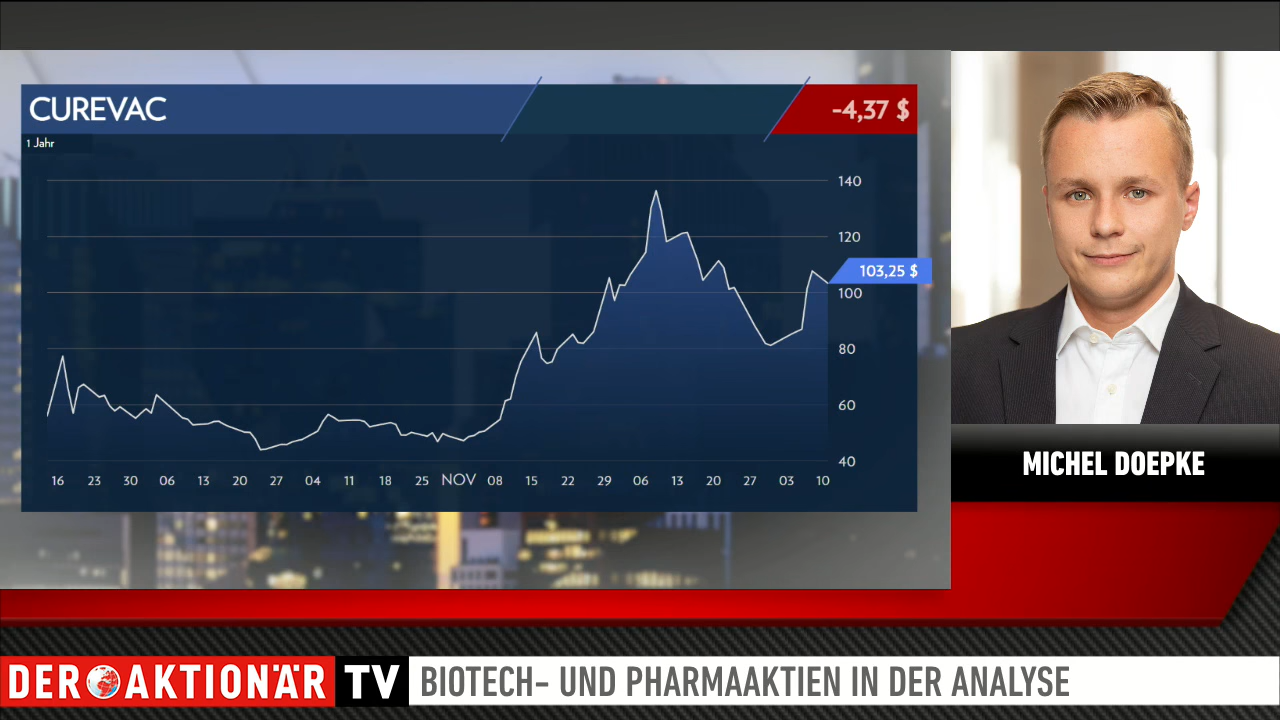 CUREVAC
-4,37 $
1 Jahr
140
120
103,25 $
100
80
60
40
16 23 30 06 13 20 27 04 11 18 25 NOV 08 15 22 29 06 13 20 27 03 10
MICHEL DOEPKE
DER AKTIONÄR TV
BIOTECH- UND PHARMAAKTIEN IN DER ANALYSE